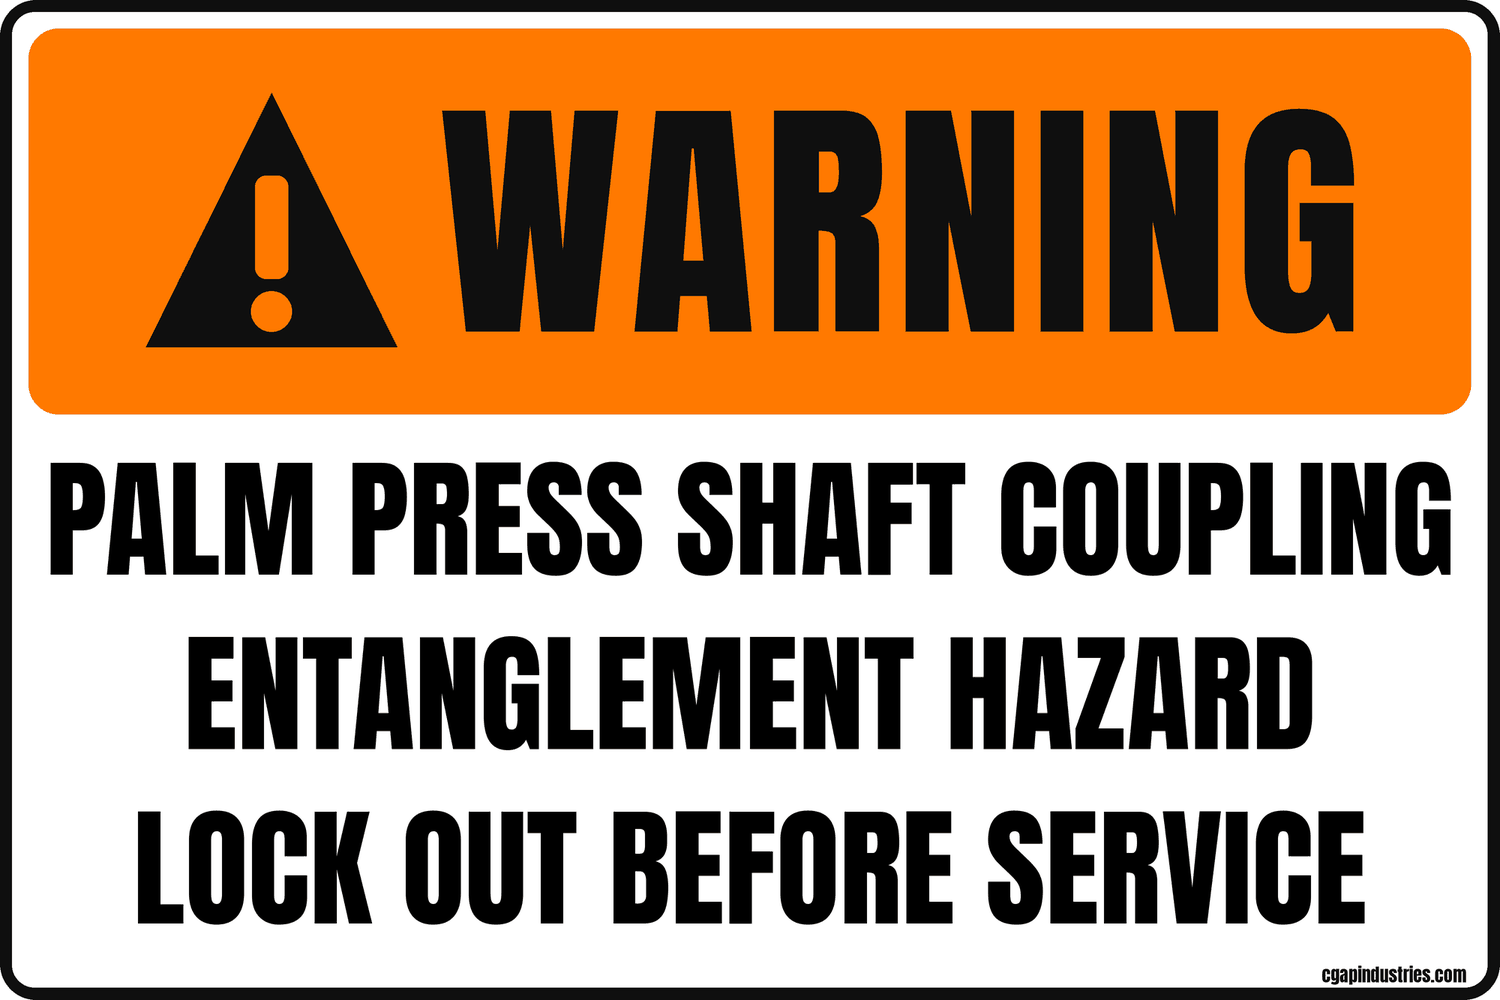 WARNING
PALM PRESS SHAFT COUPLING
ENTANGLEMENT HAZARD
LOCK OUT BEFORE SERVICE
cgapindustries.com